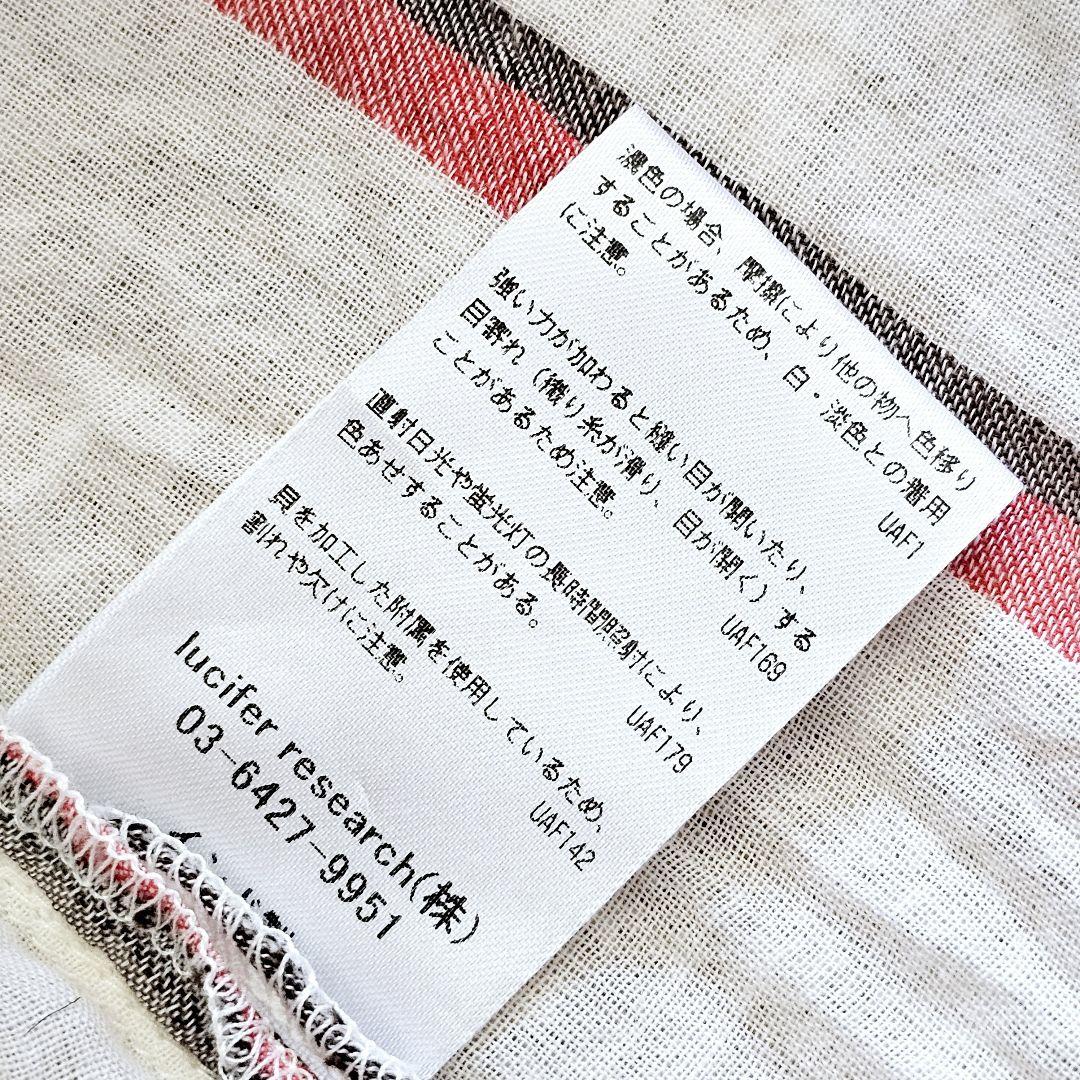 濃色の場合、摩擦により他の物へ色移り
することがあるため、白・淡色との着用
に注意。
UAF1
強い力が加わると縫い目が開いたり、
目寄れ（織り糸が滑り、目が開く）する
ことがあるため注意。
UAF169
直射日光や蛍光灯の長時間照射により、
色あせすることがある。
UAF179
貝を加工した附属を使用しているため、
割れや欠けに注意。
UAF142
lucifer research(株)
03-6427-9951
インド製